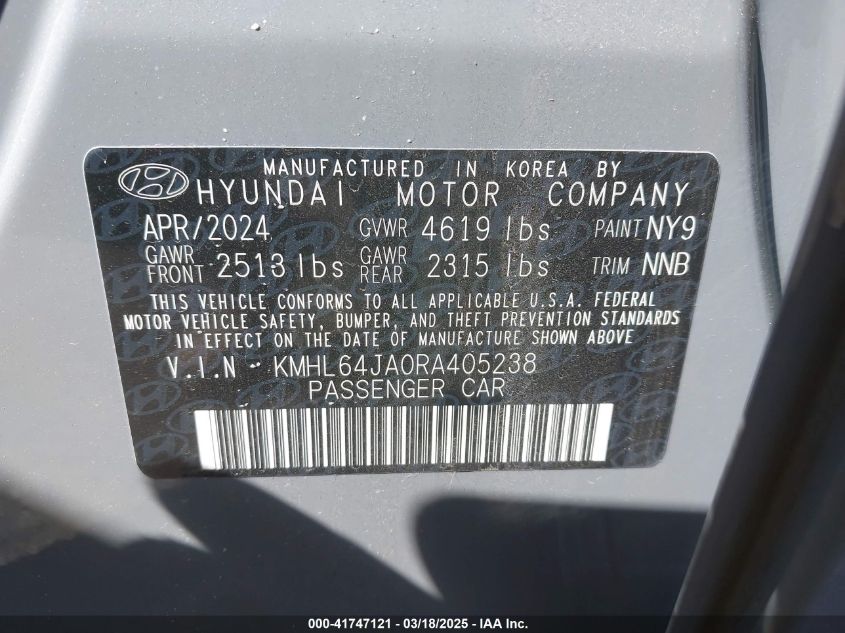 MANUFACTURED IN KOREA BY
HYUNDAI MOTOR COMPANY
APR/2024 GVWR 4619 lbs PAINT NY9
GAWR FRONT 2513 lbs GAWR REAR 2315 lbs TRIM NNB
THIS VEHICLE CONFORMS TO ALL APPLICABLE U.S.A. FEDERAL
MOTOR VEHICLE SAFETY, BUMPER, AND THEFT PREVENTION STANDARDS
IN EFFECT ON THE DATE OF MANUFACTURE SHOWN ABOVE
V.I.N : KMHL64JA0RA405238
PASSENGER CAR
000-41747121 — 03/18/2025 — IAA Inc.